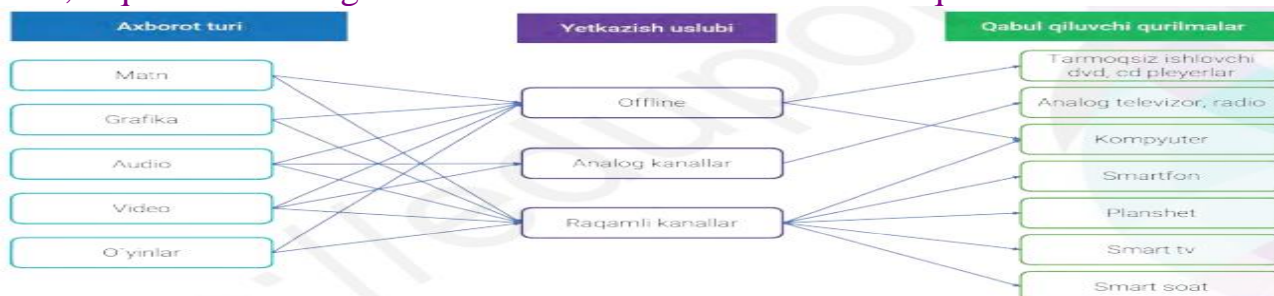 Axborot turi
Yetkazish uslubi
Qabul qiluvchi qurilmalar
Matn
Grafika
Audio
Video
O`yinlar
Offline
Analog kanallar
Raqamli kanallar
Tarmoqsiz ishlovchi
dvd, cd pleyerlar
Analog televizor, radio
Kompyuter
Smartfon
Planshet
Smart tv
Smart soat